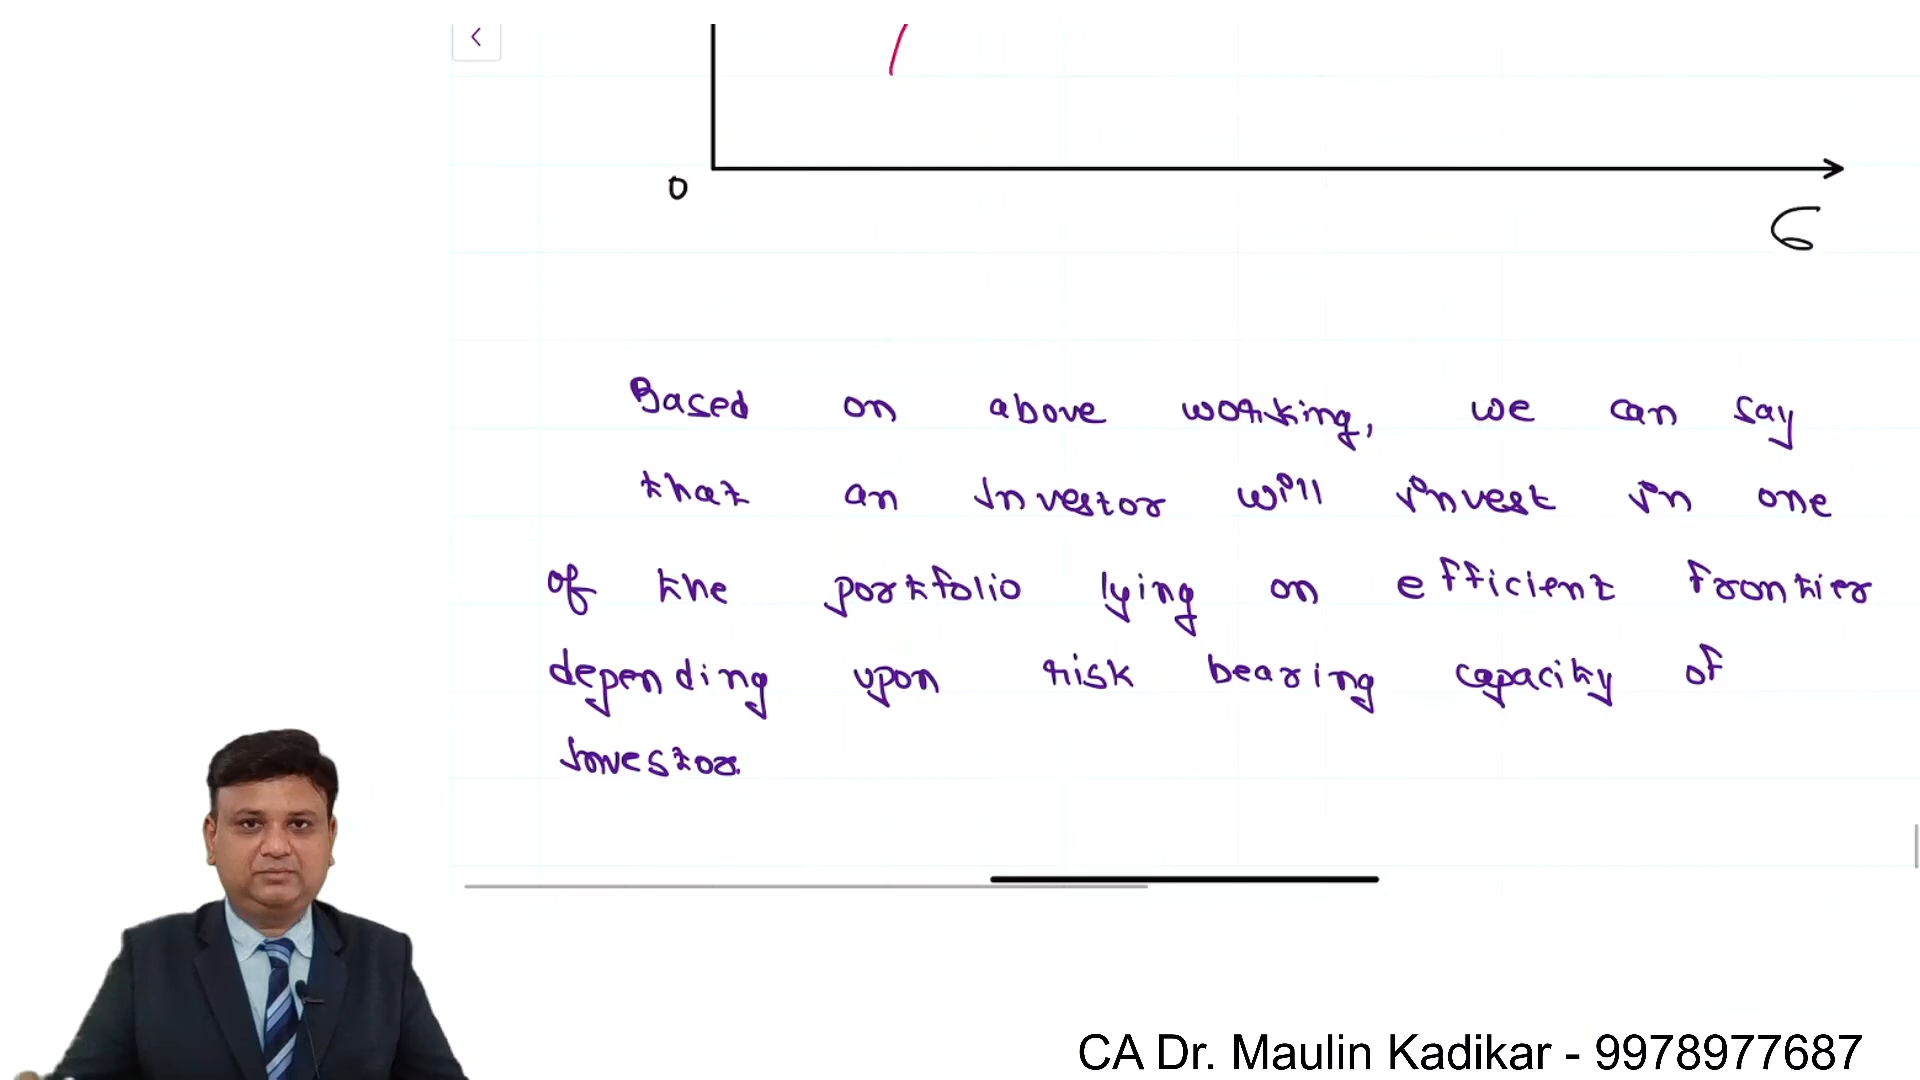 0
σ
Based on above working, we can say
that an Investor will invest in one
of the portfolio lying on efficient frontier
depending upon risk bearing capacity of
Investor.
CA Dr. Maulin Kadikar - 9978977687